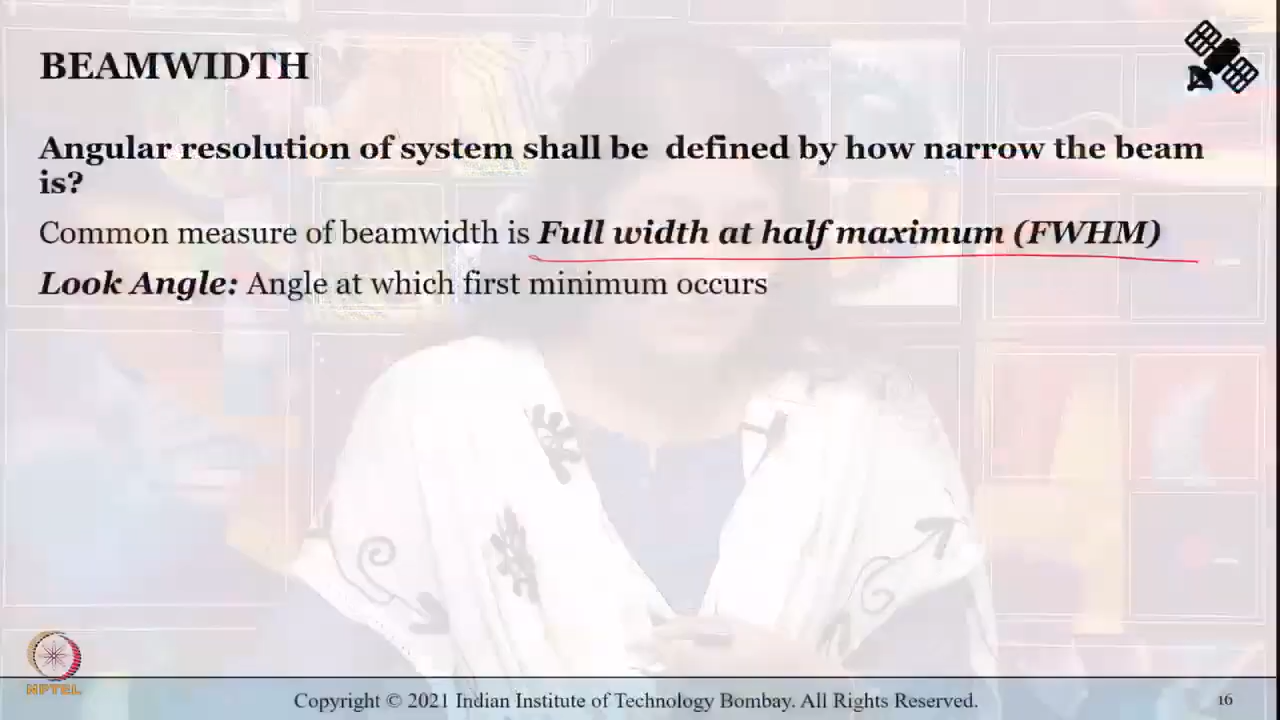 BEAMWIDTH
Angular resolution of system shall be defined by how narrow the beam
is?
Common measure of beamwidth is Full width at half maximum (FWHM)
Look Angle: Angle at which first minimum occurs
NPTEL
Copyright © 2021 Indian Institute of Technology Bombay. All Rights Reserved.
16